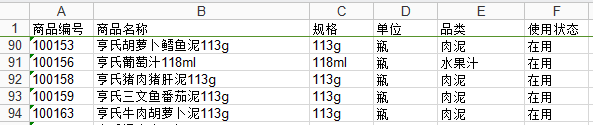 A B C D E F
1 商品编号 商品名称 规格 单位 品类 使用状态
90 100153 亨氏胡萝卜鳕鱼泥113g 113g 瓶 肉泥 在用
91 100156 亨氏葡萄汁118ml 118ml 瓶 水果汁 在用
92 100158 亨氏猪肉猪肝泥113g 113g 瓶 肉泥 在用
93 100159 亨氏三文鱼番茄泥113g 113g 瓶 肉泥 在用
94 100163 亨氏牛肉胡萝卜泥113g 113g 瓶 肉泥 在用